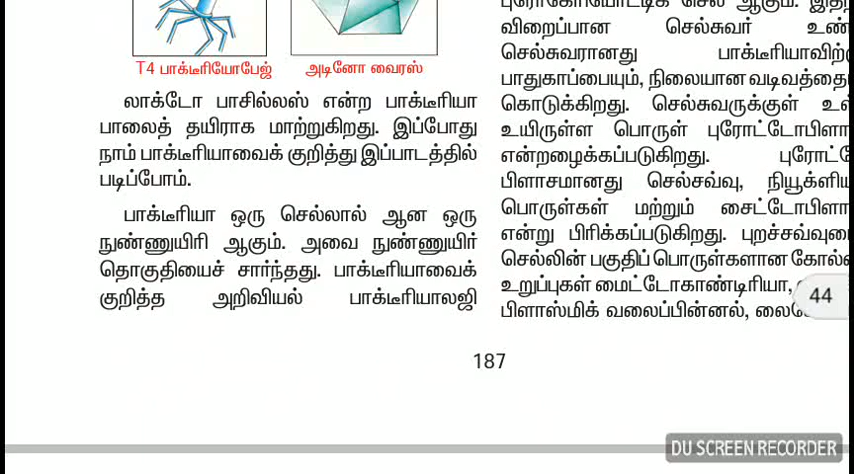 T4 பாக்டீரியோபேஜ்
அடினோ வைரஸ்
லாக்டோ பாசில்லஸ் என்ற பாக்டீரியா
பாலைத் தயிராக மாற்றுகிறது. இப்போது
நாம் பாக்டீரியாவைக் குறித்து இப்பாடத்தில்
படிப்போம்.
பாக்டீரியா ஒரு செல்லால் ஆன ஒரு
நுண்ணுயிரி ஆகும். அவை நுண்ணுயிர்
தொகுதியைச் சார்ந்தது. பாக்டீரியாவைக்
குறித்த அறிவியல் பாக்டீரியாலஜி
செல் ஆகும்.
விறைப்பான செல்சுவர்
செல்சுவரானது
பாதுகாப்பையும், நிலையான
கொடுக்கிறது. செல்சுவருக்குள்
உயிருள்ள பொருள்
என்றழைக்கப்படுகிறது.
பிளாசமானது செல்சவ்வு,
பொருள்கள் மற்றும்
என்று பிரிக்கப்படுகிறது.
செல்லின் பகுதிப் பொருள்களான
உறுப்புகள் மைட்டோகாண்டிரியா,
பிளாஸ்மிக் வலைப்பின்னல்,
44
187
DU SCREEN RECORDER